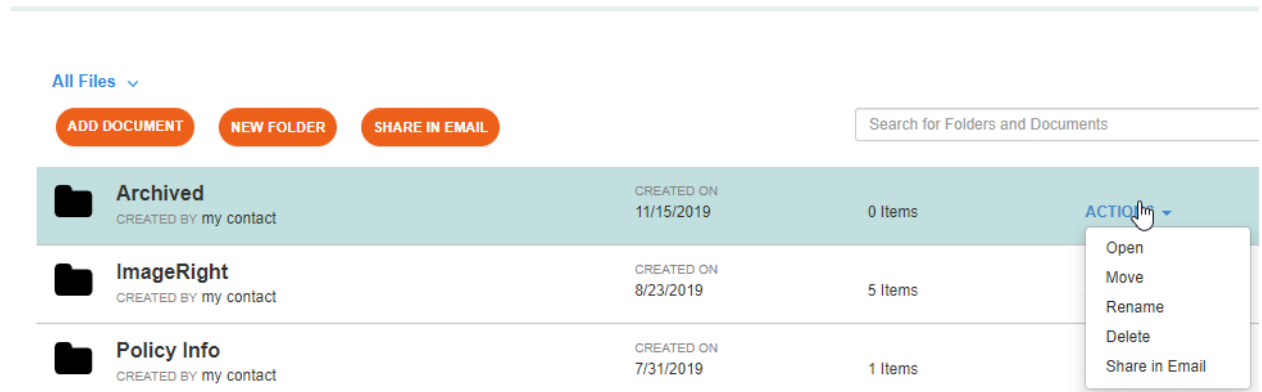 All Files
ADD DOCUMENT NEW FOLDER SHARE IN EMAIL Search for Folders and Documents
Archived CREATED ON
CREATED BY my contact 11/15/2019 0 Items ACTIONS
Open
ImageRight CREATED ON Move
CREATED BY my contact 8/23/2019 5 Items Rename
Delete
Policy Info CREATED ON Share in Email
CREATED BY my contact 7/31/2019 1 Items